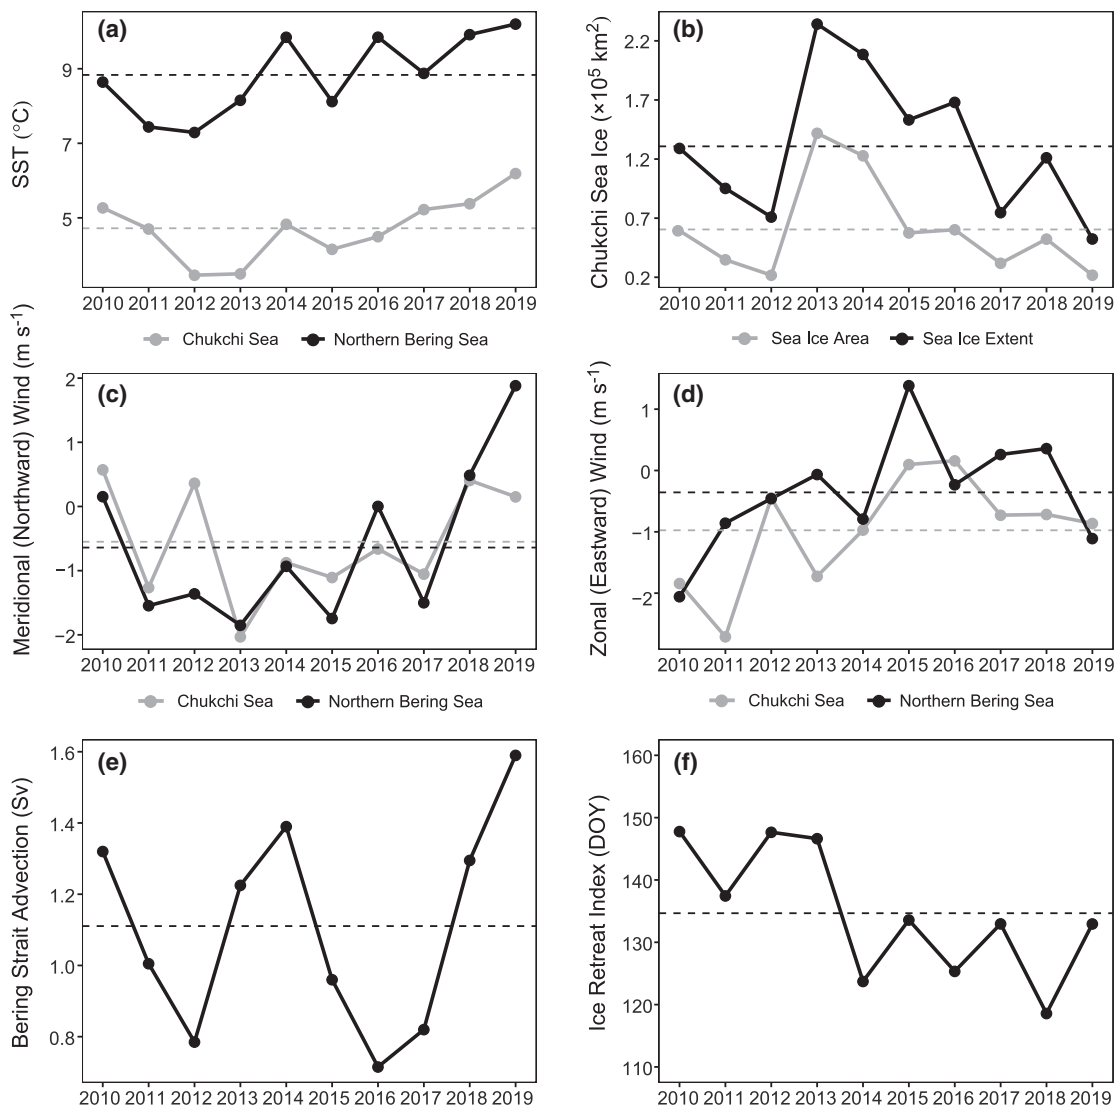 (a)
SST (°C)
9
7
5
2010 2011 2012 2013 2014 2015 2016 2017 2018 2019
Chukchi Sea Northern Bering Sea
(b)
Chukchi Sea Ice (×10⁵ km²)
2.2
1.7
1.2
0.7
0.2
2010 2011 2012 2013 2014 2015 2016 2017 2018 2019
Sea Ice Area Sea Ice Extent
(c)
Meridional (Northward) Wind (m s⁻¹)
2
1
0
−1
−2
2010 2011 2012 2013 2014 2015 2016 2017 2018 2019
Chukchi Sea Northern Bering Sea
(d)
Zonal (Eastward) Wind (m s⁻¹)
1
0
−1
−2
2010 2011 2012 2013 2014 2015 2016 2017 2018 2019
Chukchi Sea Northern Bering Sea
(e)
Bering Strait Advection (Sv)
1.6
1.4
1.2
1.0
0.8
2010 2011 2012 2013 2014 2015 2016 2017 2018 2019
(f)
Ice Retreat Index (DOY)
160
150
140
130
120
110
2010 2011 2012 2013 2014 2015 2016 2017 2018 2019